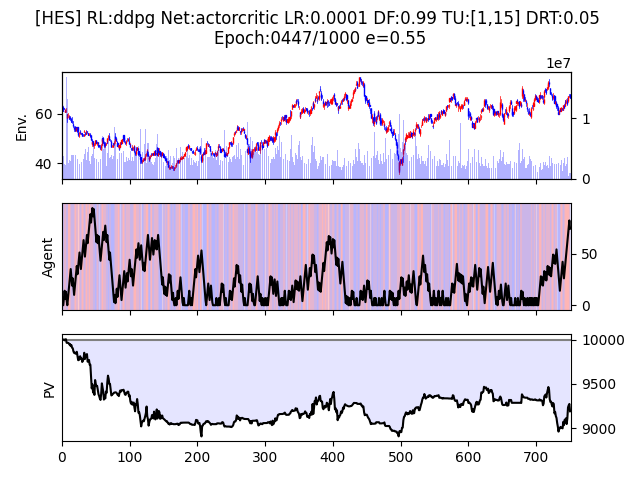 [HES] RL:ddpg Net:actorcritic LR:0.0001 DF:0.99 TU:[1,15] DRT:0.05
Epoch:0447/1000 e=0.55
1e7
Env.
60
40
1
0
Agent
50
0
PV
10000
9500
9000
0 100 200 300 400 500 600 700